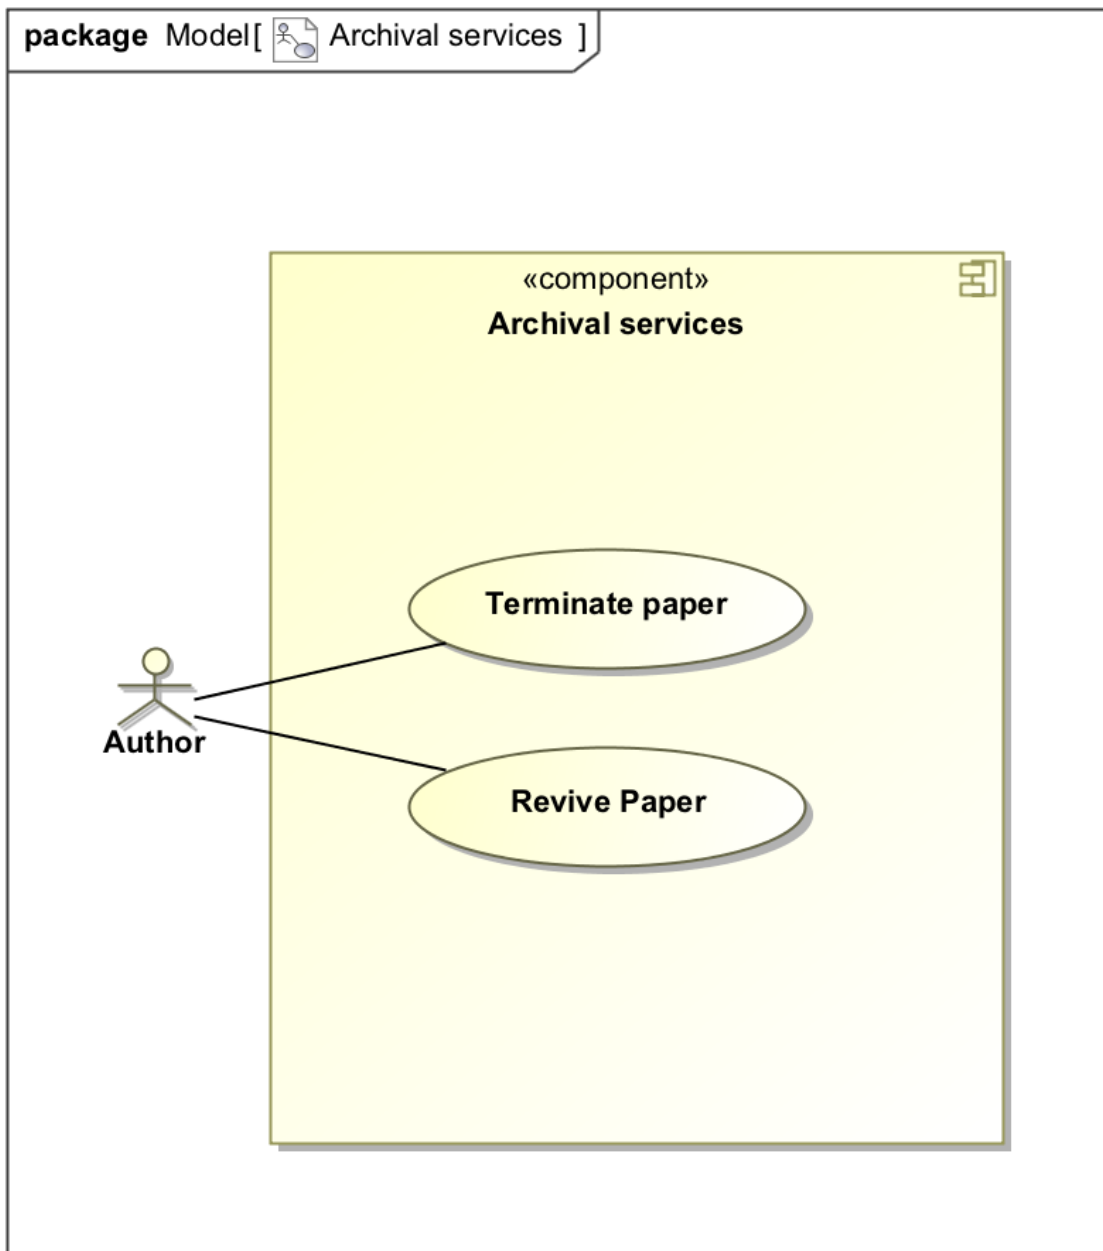 package Model[ Archival services ]
«component»
Archival services
Terminate paper
Author
Revive Paper